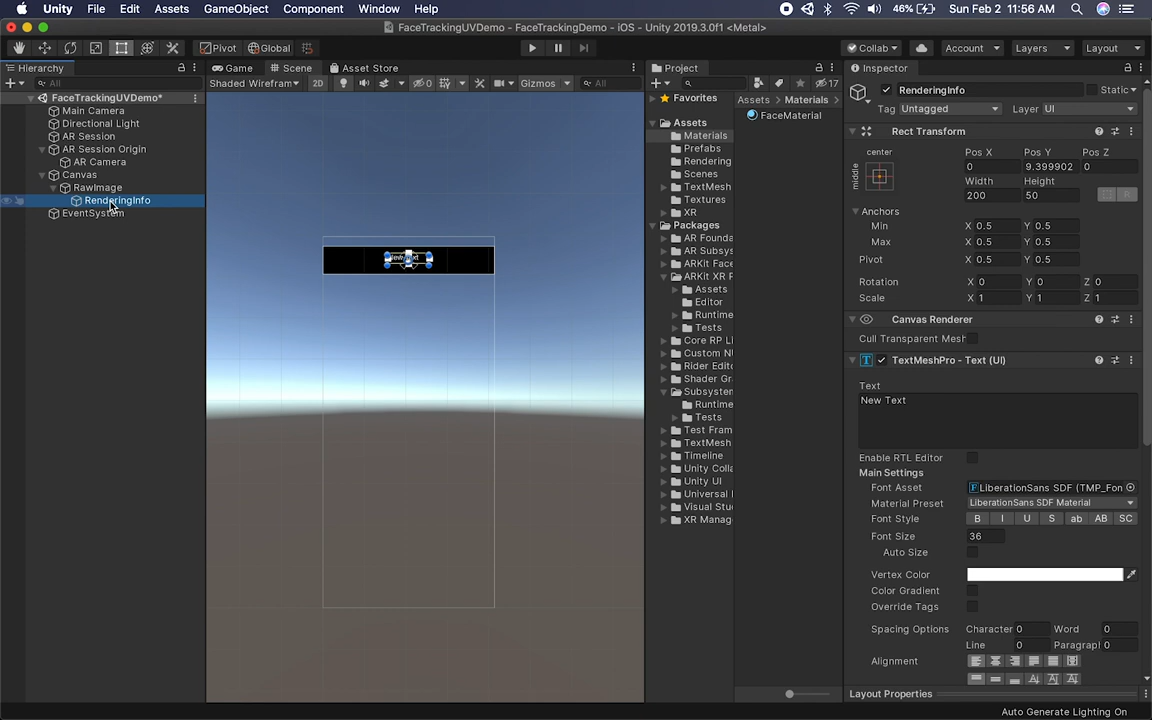 Unity File Edit Assets GameObject Component Window Help 46% Sun Feb 2 11:56 AM
FaceTrackingUVDemo - FaceTrackingDemo - iOS - Unity 2019.3.0f1 <Metal>
Pivot Global Collab Account Layers Layout
Hierarchy Game Scene Asset Store Project Inspector
All Shaded Wireframe 2D 0 Gizmos All 17
FaceTrackingUVDemo*
Main Camera
Directional Light
AR Session
AR Session Origin
AR Camera
Canvas
RawImage
RenderingInfo
EventSystem
Favorites
Assets
Materials
Prefabs
Rendering
Scenes
TextMesh
Textures
XR
Packages
AR Founda
AR Subsys
ARKit Face
ARKit XR P
Assets
Editor
Runtime
Tests
Core RP Li
Custom NU
Rider Edito
Shader Gr
Subsystem
Runtime
Tests
Test Fram
TextMesh
Timeline
Unity Colla
Unity UI
Universal I
Visual Stu
XR Manag
Assets > Materials >
FaceMaterial
RenderingInfo Static
Tag Untagged Layer UI
Rect Transform
center
middle
Pos X Pos Y Pos Z
0 9.399902 0
Width Height
200 50 R
Anchors
Min X 0.5 Y 0.5
Max X 0.5 Y 0.5
Pivot X 0.5 Y 0.5
Rotation X 0 Y 0 Z 0
Scale X 1 Y 1 Z 1
Canvas Renderer
Cull Transparent Mesh
TextMeshPro - Text (UI)
Text
New Text
Enable RTL Editor
Main Settings
Font Asset LiberationSans SDF (TMP_Fon
Material Preset LiberationSans SDF Material
Font Style B I U S ab AB SC
Font Size 36
Auto Size
Vertex Color
Color Gradient
Override Tags
Spacing Options Character 0 Word 0
Line 0 Paragraph 0
Alignment
Layout Properties
Auto Generate Lighting On